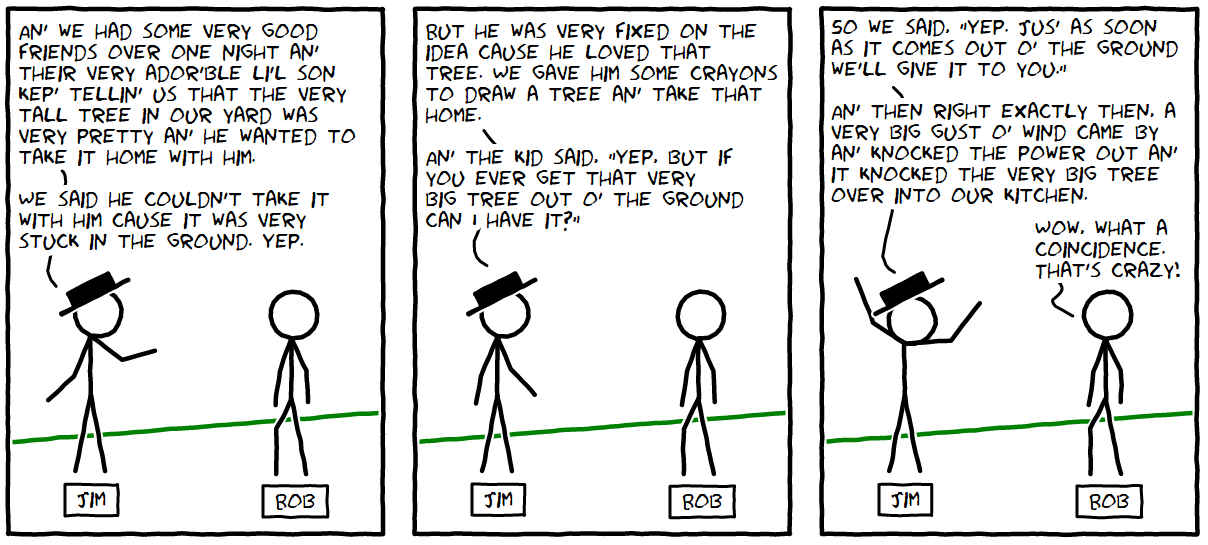 AN' WE HAD SOME VERY GOOD
FRIENDS OVER ONE NIGHT AN'
THEIR VERY ADOR'BLE LI'L SON
KEP' TELLIN' US THAT THE VERY
TALL TREE IN OUR YARD WAS
VERY PRETTY AN' HE WANTED TO
TAKE IT HOME WITH HIM.
WE SAID HE COULDN'T TAKE IT
WITH HIM CAUSE IT WAS VERY
STUCK IN THE GROUND. YEP.
JIM
BOB
BUT HE WAS VERY FIXED ON THE
IDEA CAUSE HE LOVED THAT
TREE. WE GAVE HIM SOME CRAYONS
TO DRAW A TREE AN' TAKE THAT
HOME.
AN' THE KID SAID, "YEP, BUT IF
YOU EVER GET THAT VERY
BIG TREE OUT O' THE GROUND
CAN I HAVE IT?"
JIM
BOB
SO WE SAID, "YEP. JUS' AS SOON
AS IT COMES OUT O' THE GROUND
WE'LL GIVE IT TO YOU."
AN' THEN RIGHT EXACTLY THEN, A
VERY BIG GUST O' WIND CAME BY
AN' KNOCKED THE POWER OUT AN'
IT KNOCKED THE VERY BIG TREE
OVER INTO OUR KITCHEN.
WOW, WHAT A
COINCIDENCE.
THAT'S CRAZY!
JIM
BOB